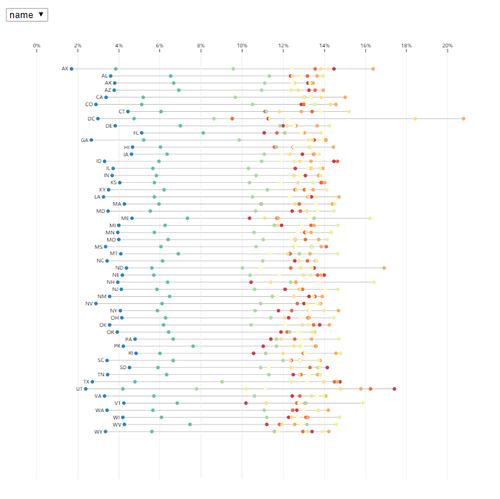 name ▼
0%
2%
4%
6%
8%
10%
12%
14%
16%
18%
20%
AK
AL
AR
AZ
CA
CO
CT
DC
DE
FL
GA
HI
IA
ID
IL
IN
KS
KY
LA
MA
MD
ME
MI
MN
MO
MS
MT
NC
ND
NE
NH
NJ
NM
NV
NY
OH
OK
OR
PA
PR
RI
SC
SD
TN
TX
UT
VA
VT
WA
WI
WV
WY